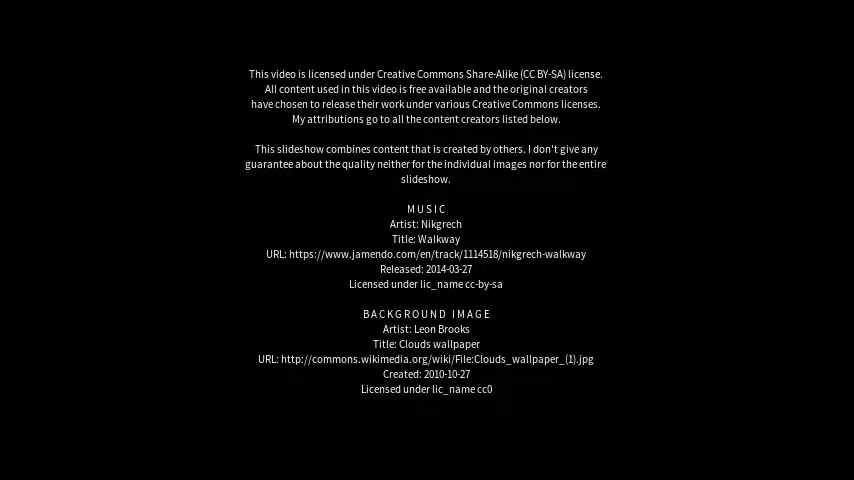 This video is licensed under Creative Commons Share-Alike (CC BY-SA) license.
All content used in this video is free available and the original creators
have chosen to release their work under various Creative Commons licenses.
My attributions go to all the content creators listed below.
This slideshow combines content that is created by others. I don't give any
guarantee about the quality neither for the individual images nor for the entire
slideshow.
MUSIC
Artist: Nikgrech
Title: Walkway
URL: https://www.jamendo.com/en/track/1114518/nikgrech-walkway
Released: 2014-03-27
Licensed under lic_name cc-by-sa
BACKGROUND IMAGE
Artist: Leon Brooks
Title: Clouds wallpaper
URL: http://commons.wikimedia.org/wiki/File:Clouds_wallpaper_(1).jpg
Created: 2010-10-27
Licensed under lic_name cc0